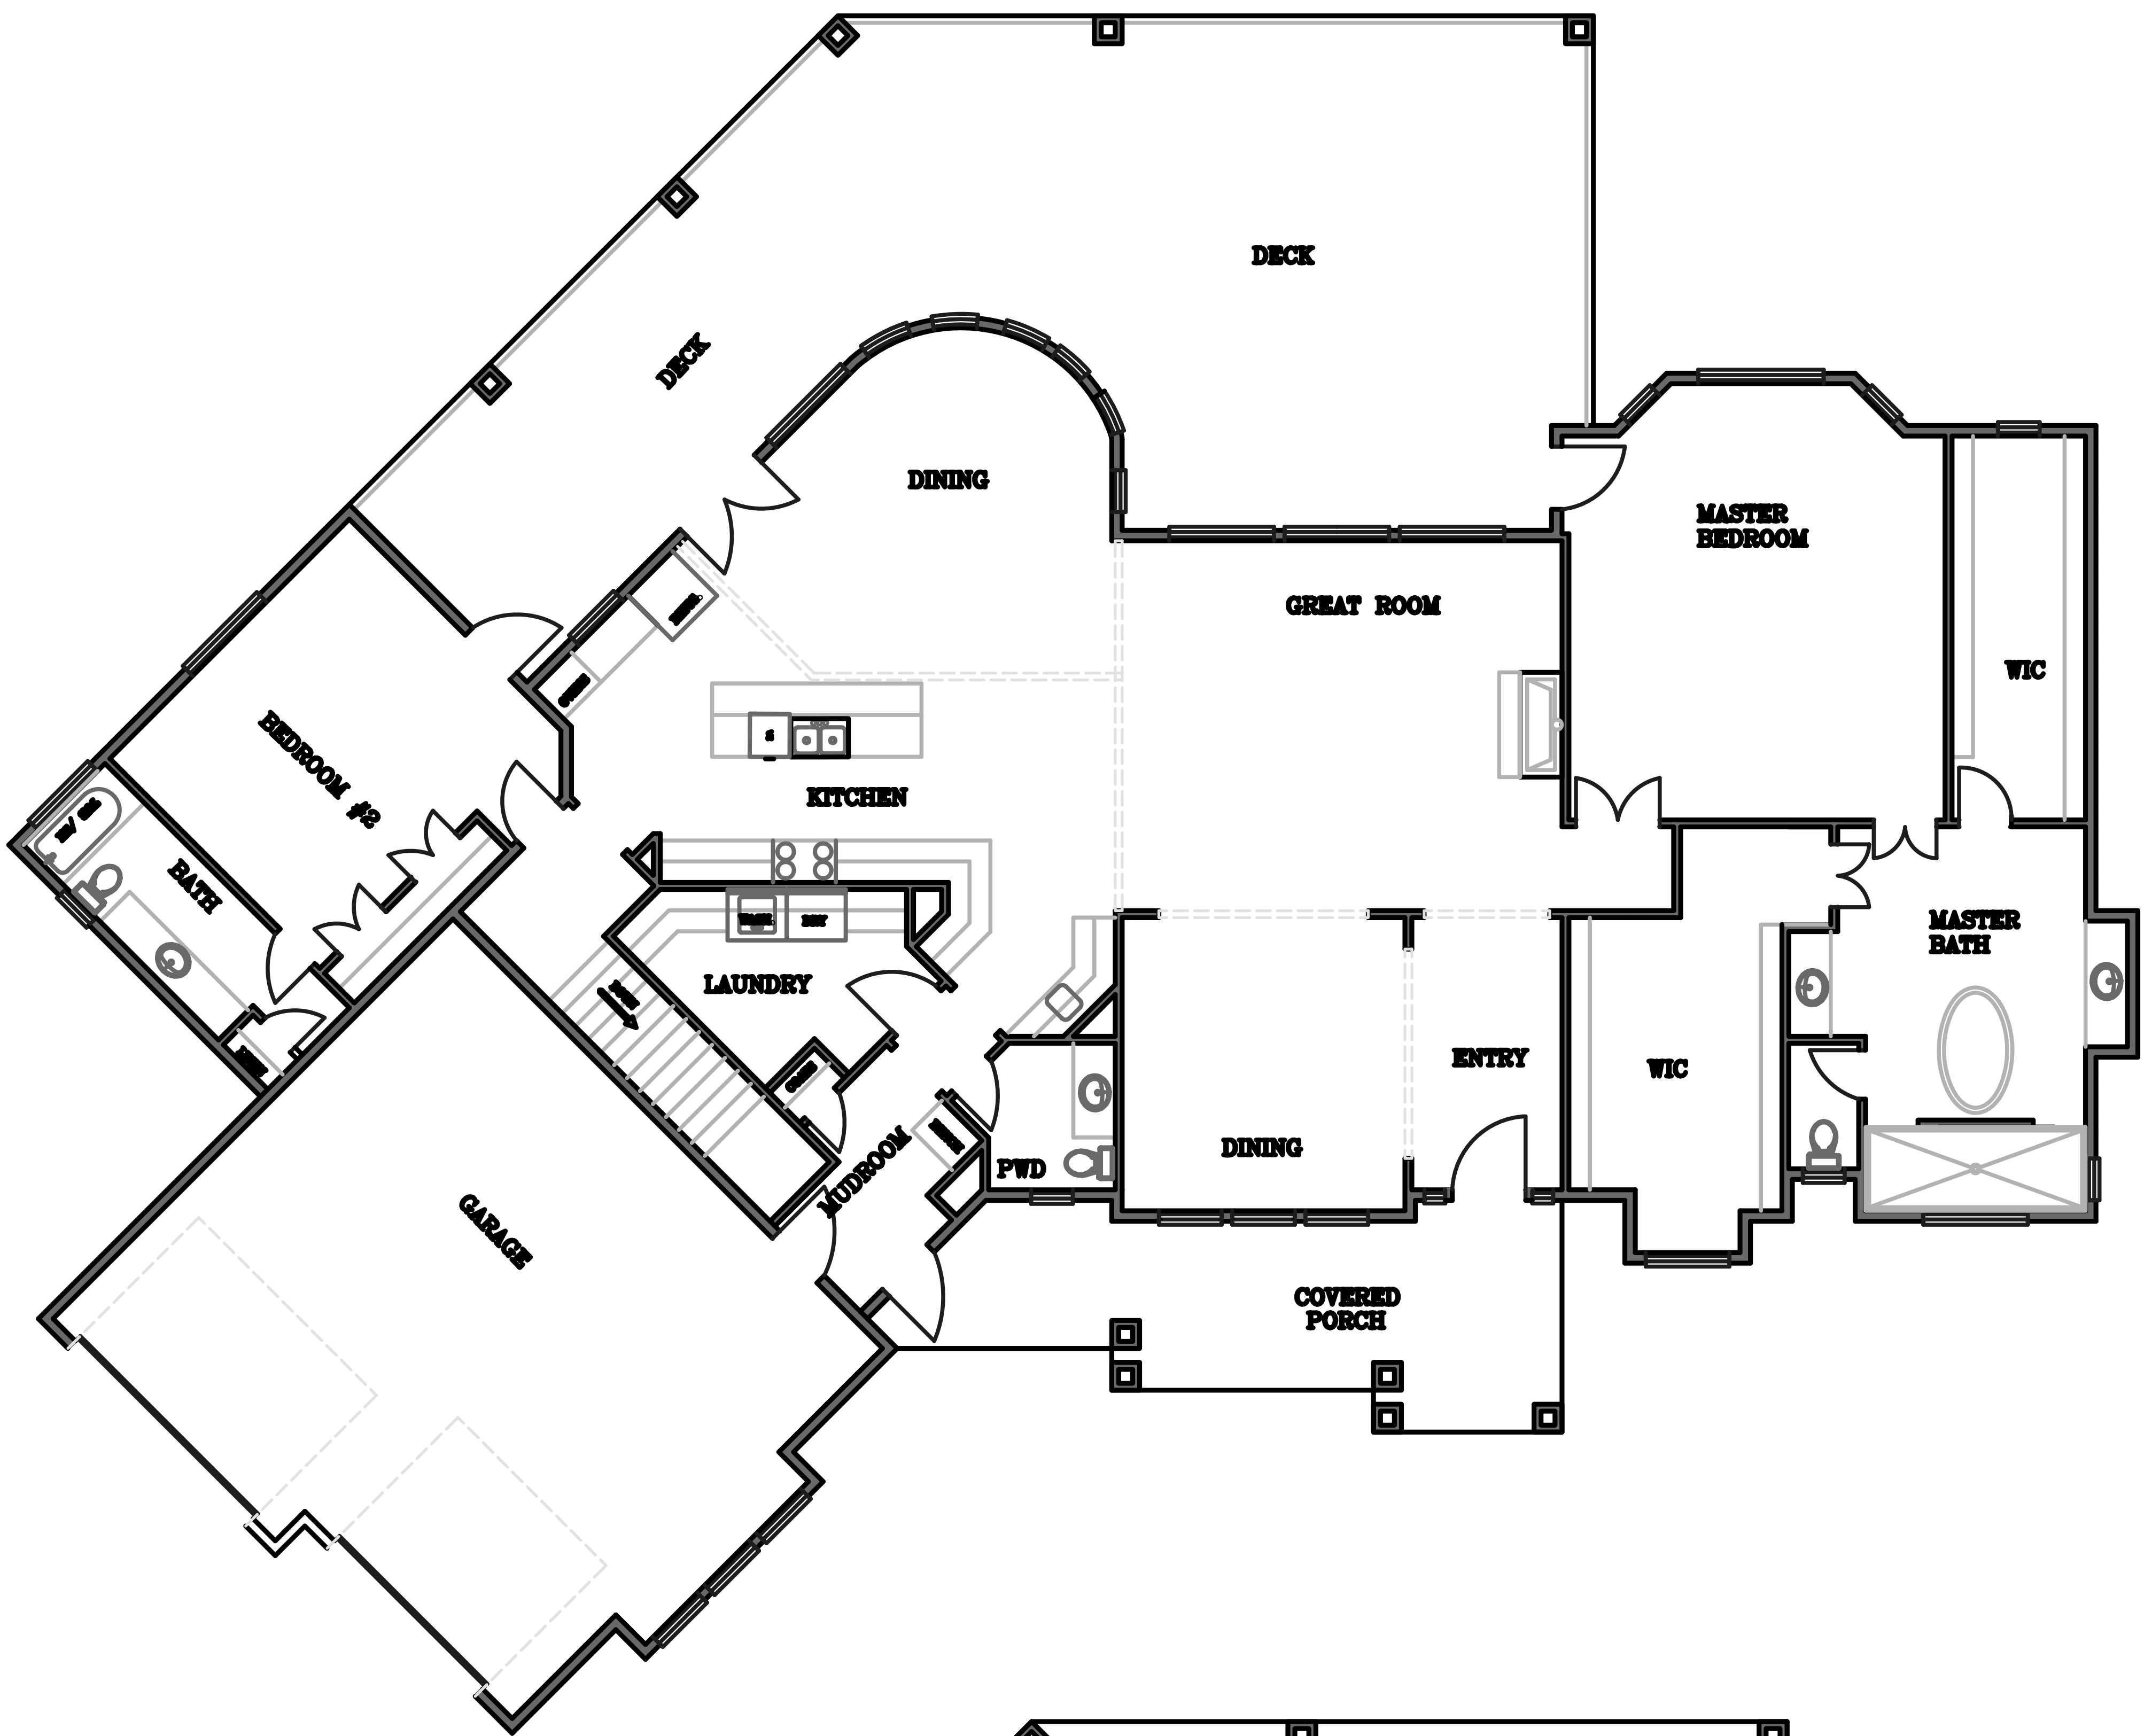 DECK
DECK
DINING
MASTER
BEDROOM
GREAT ROOM
WIC
BEDROOM #2
KITCHEN
BATH
DRY
MASTER
BATH
LAUNDRY
ENTRY
WIC
DINING
MUDROOM
PWD
GARAGE
COVERED
PORCH